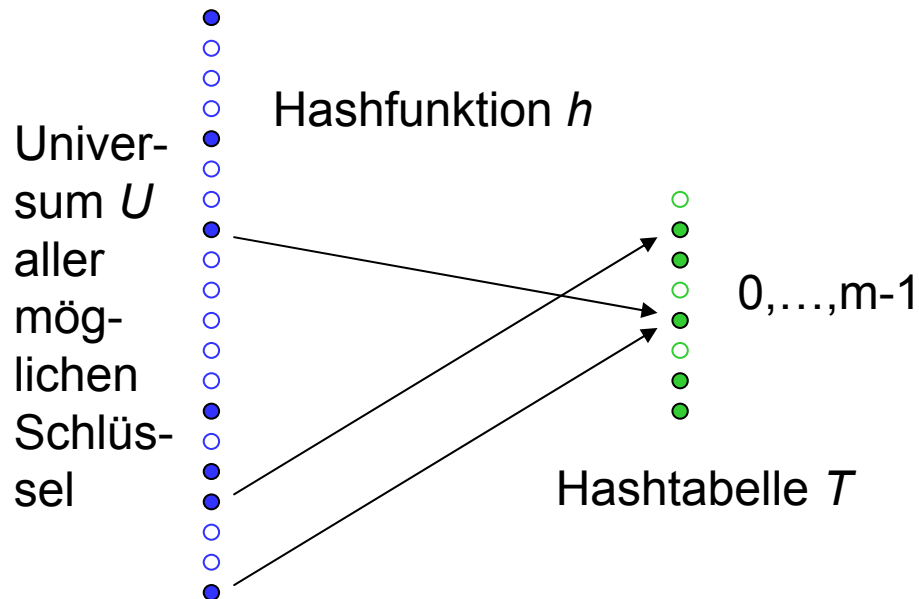 Hashfunktion h
Univer-
sum U
aller
mög-
lichen
Schlüs-
sel
0,…,m-1
Hashtabelle T